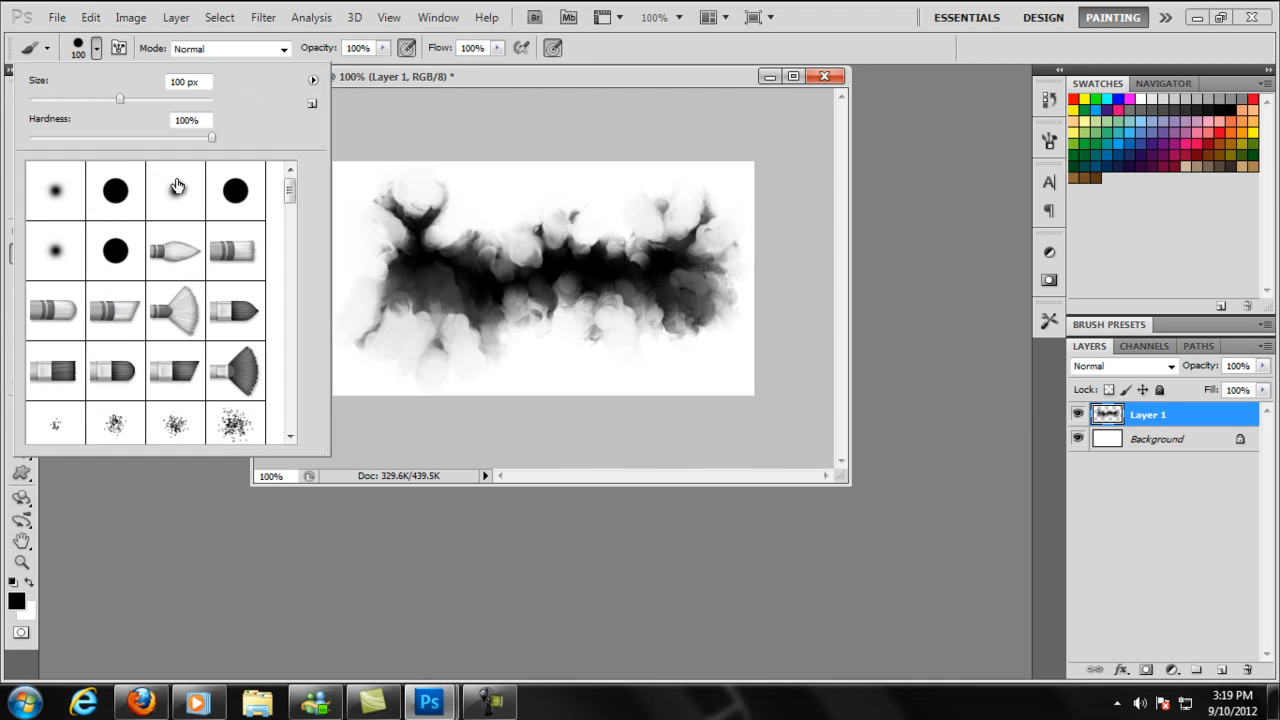 Ps File Edit Image Layer Select Filter Analysis 3D View Window Help Br Mb 100% ESSENTIALS DESIGN PAINTING
100 Mode: Normal Opacity: 100% Flow: 100%
@ 100% (Layer 1, RGB/8) *
Size: 100 px
Hardness: 100%
100% Doc: 329.6K/439.5K
SWATCHES NAVIGATOR
BRUSH PRESETS
LAYERS CHANNELS PATHS
Normal Opacity: 100%
Lock: Fill: 100%
Layer 1
Background
Ps
3:19 PM
9/10/2012